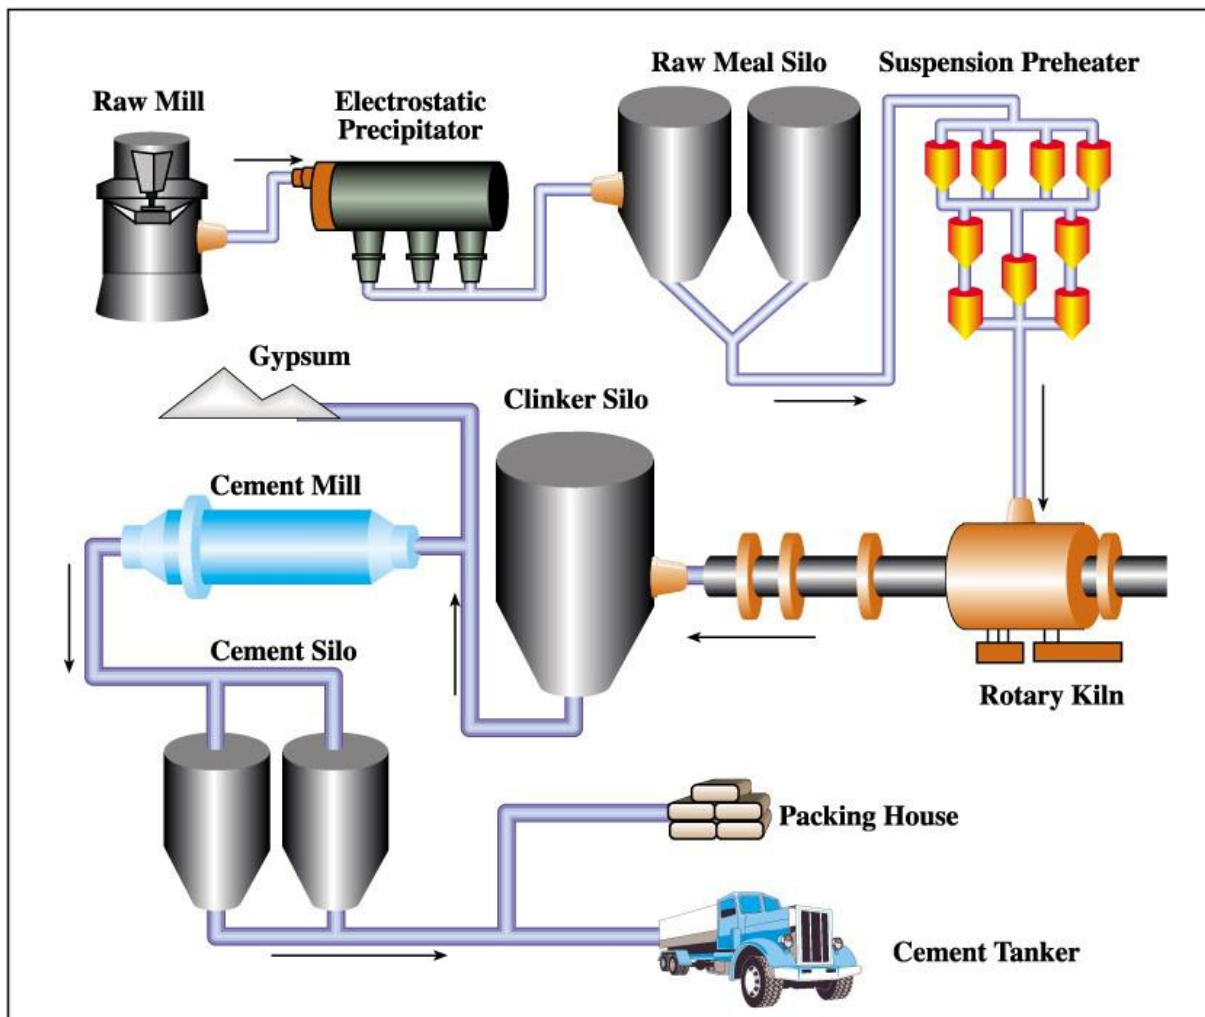 Raw Meal Silo
Suspension Preheater
Raw Mill
Electrostatic
Precipitator
Gypsum
Clinker Silo
Cement Mill
Cement Silo
Rotary Kiln
Packing House
Cement Tanker